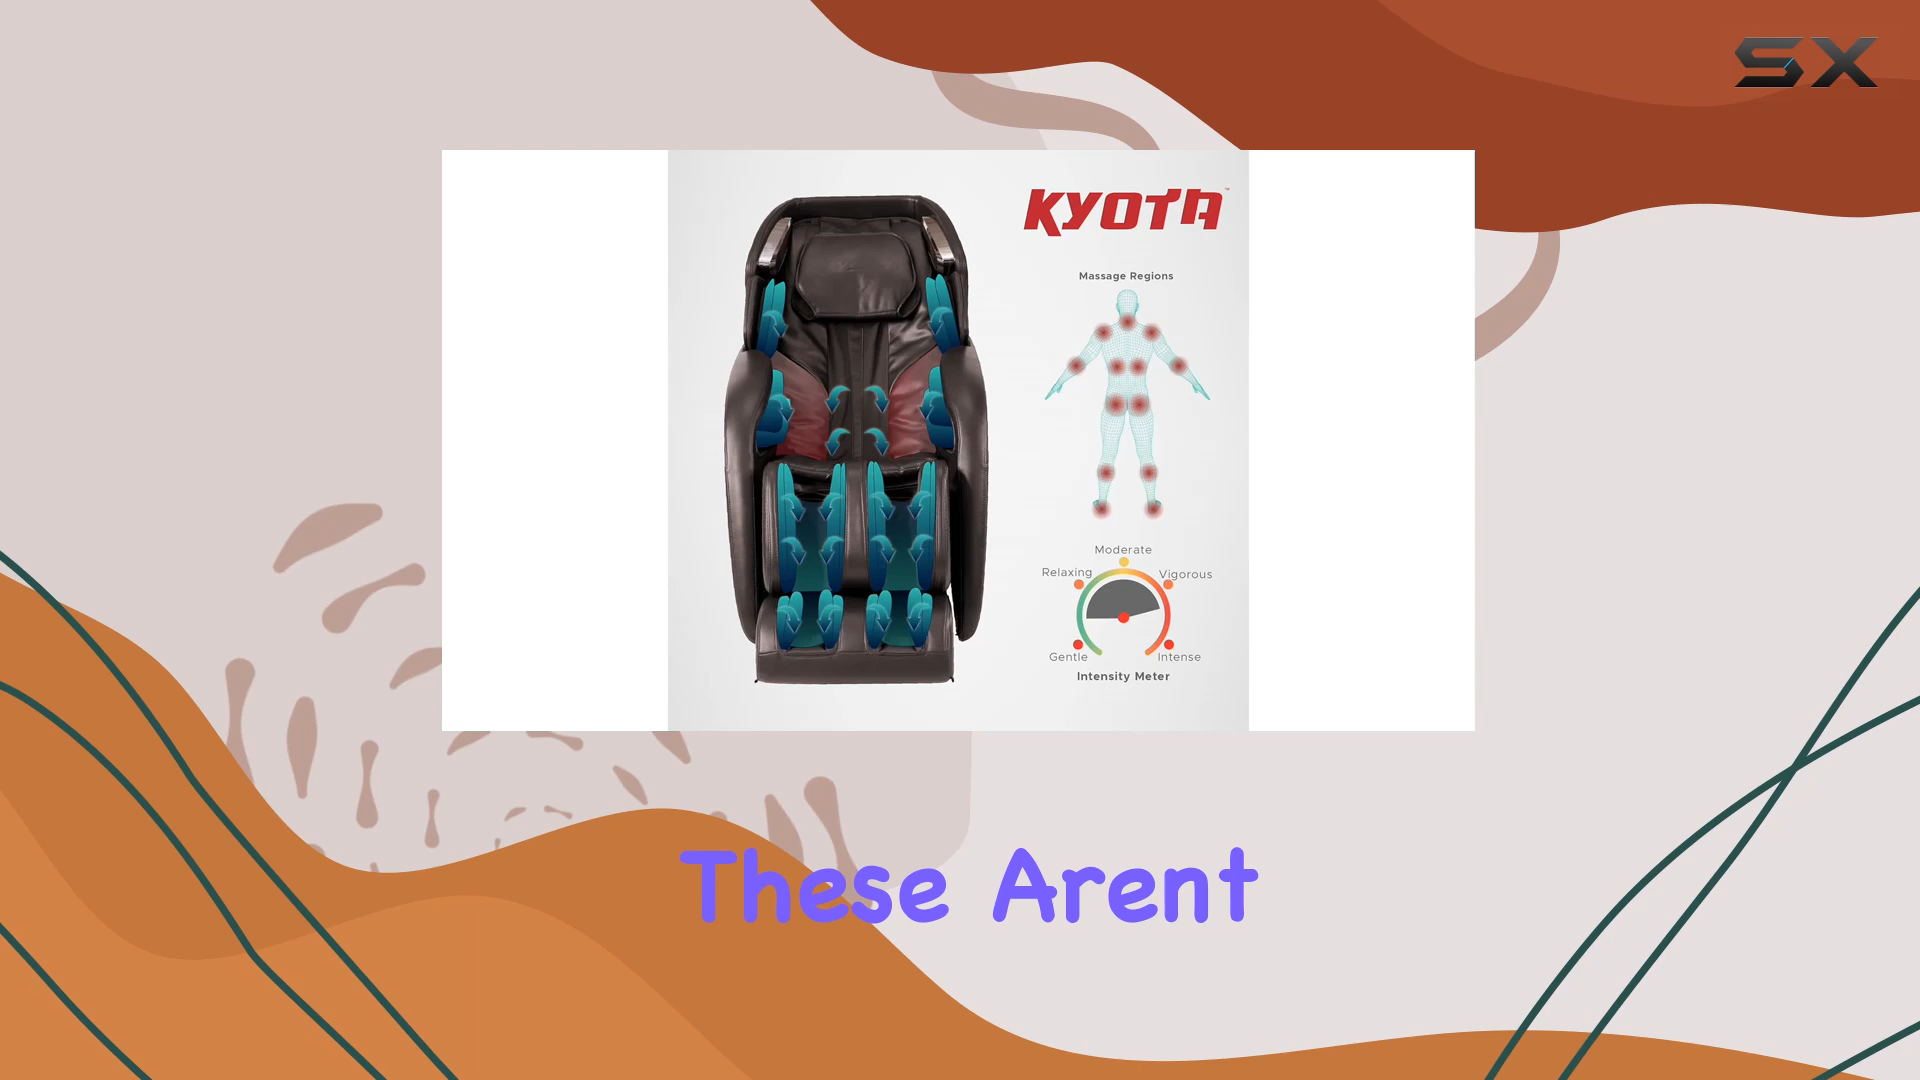 SX
KYOTA
Massage Regions
Moderate
Relaxing
Vigorous
Gentle
Intense
Intensity Meter
These Arent